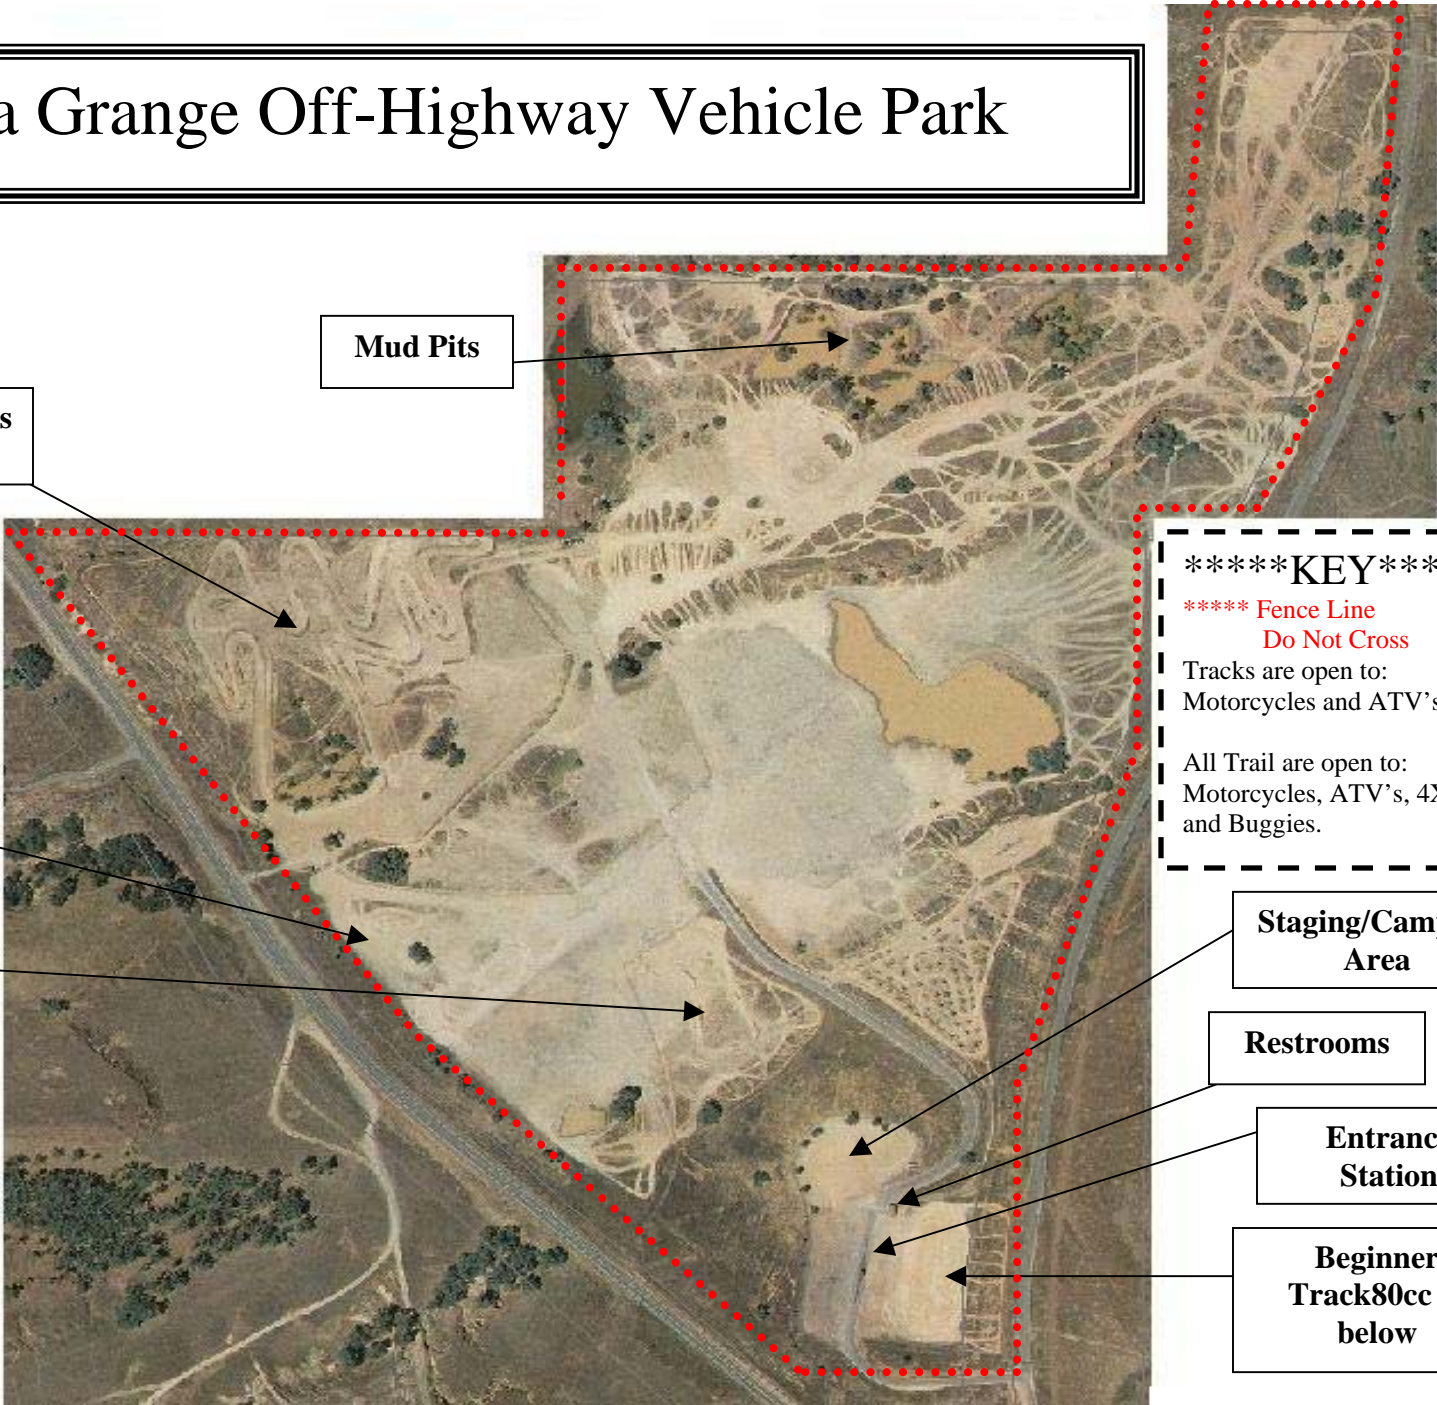 a Grange Off-Highway Vehicle Park
Mud Pits
s
*****KEY***
***** Fence Line
Do Not Cross
Tracks are open to:
Motorcycles and ATV's
All Trail are open to:
Motorcycles, ATV's, 4X
and Buggies.
Staging/Cam
Area
Restrooms
Entranc
Station
Beginner
Track80cc
below